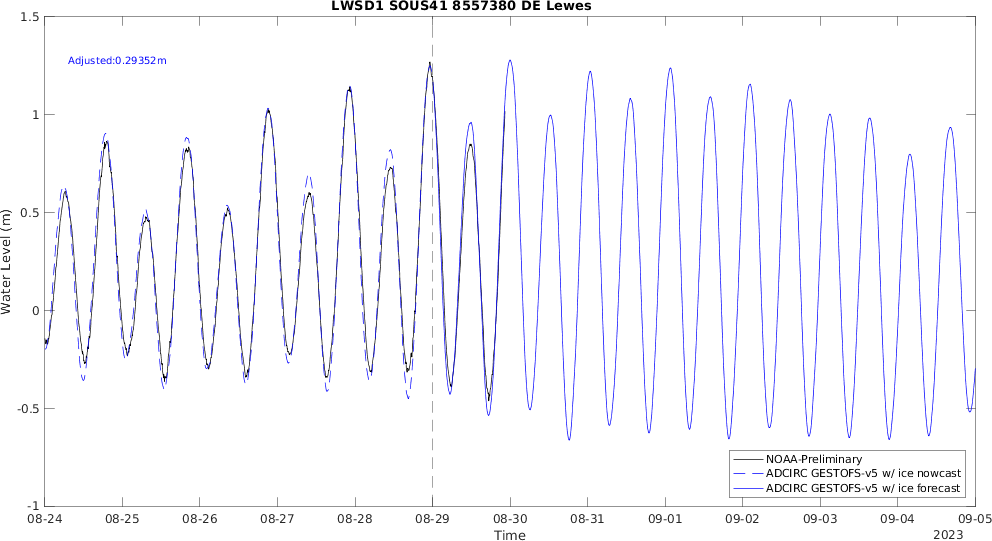 LWSD1 SOUS41 8557380 DE Lewes
Adjusted:0.29352m
Water Level (m)
1.5
1
0.5
0
-0.5
-1
NOAA-Preliminary
ADCIRC GESTOFS-v5 w/ ice nowcast
ADCIRC GESTOFS-v5 w/ ice forecast
08-24 08-25 08-26 08-27 08-28 08-29 08-30 08-31 09-01 09-02 09-03 09-04 09-05
Time
2023